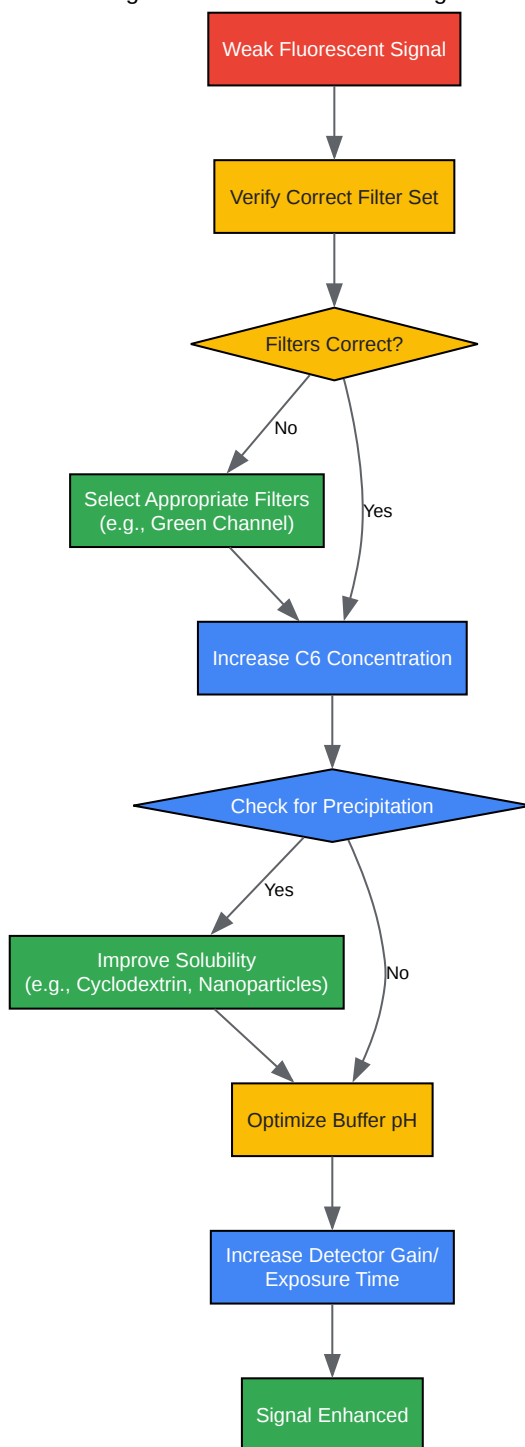 Weak Fluorescent Signal
Verify Correct Filter Set
Filters Correct?
No
Select Appropriate Filters
(e.g., Green Channel)
Yes
Increase C6 Concentration
Check for Precipitation
Yes
Improve Solubility
(e.g., Cyclodextrin, Nanoparticles)
No
Optimize Buffer pH
Increase Detector Gain/
Exposure Time
Signal Enhanced